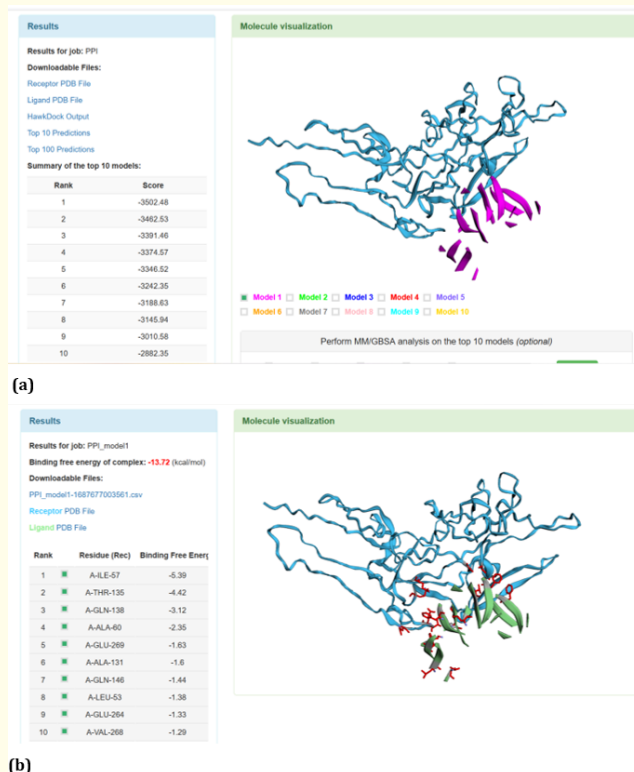 Results
Results for job: PPI
Downloadable Files:
Receptor PDB File
Ligand PDB File
HawkDock Output
Top 10 Predictions
Top 100 Predictions
Summary of the top 10 models:
Rank Score
1 -3502.48
2 -3462.53
3 -3391.46
4 -3374.57
5 -3346.52
6 -3242.35
7 -3188.63
8 -3145.94
9 -3010.58
10 -2882.35
Molecule visualization
Model 1 Model 2 Model 3 Model 4 Model 5
Model 6 Model 7 Model 8 Model 9 Model 10
Perform MM/GBSA analysis on the top 10 models (optional)
(a)
Results
Results for job: PPI_model1
Binding free energy of complex: -13.72 (kcal/mol)
Downloadable Files:
PPI_model1-1687677003561.csv
Receptor PDB File
Ligand PDB File
Rank Residue (Rec) Binding Free Energ
1 A-ILE-57 -5.39
2 A-THR-135 -4.42
3 A-GLN-138 -3.12
4 A-ALA-60 -2.35
5 A-GLU-269 -1.63
6 A-ALA-131 -1.6
7 A-GLN-146 -1.44
8 A-LEU-53 -1.38
9 A-GLU-264 -1.33
10 A-VAL-268 -1.29
Molecule visualization
(b)